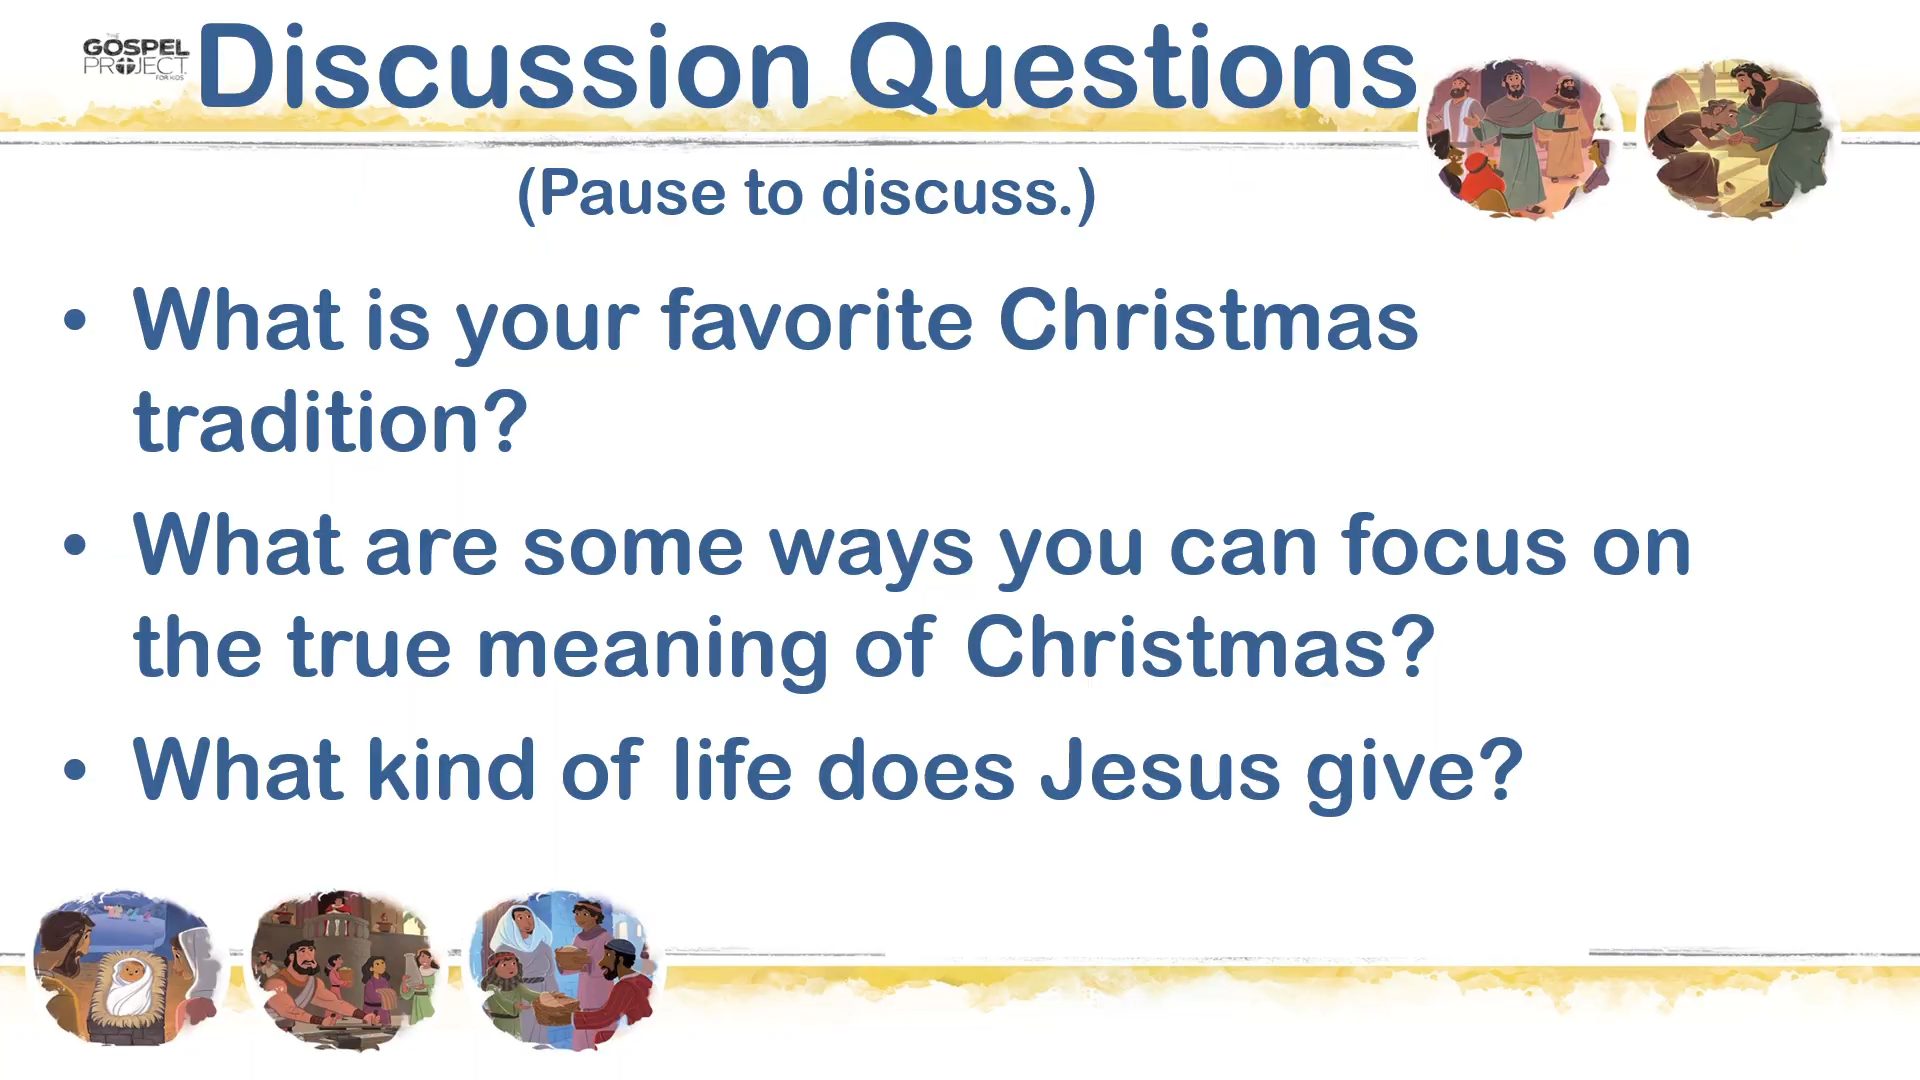 THE
GOSPEL
PROJECT
FOR KIDS
Discussion Questions
(Pause to discuss.)
• What is your favorite Christmas
tradition?
• What are some ways you can focus on
the true meaning of Christmas?
• What kind of life does Jesus give?